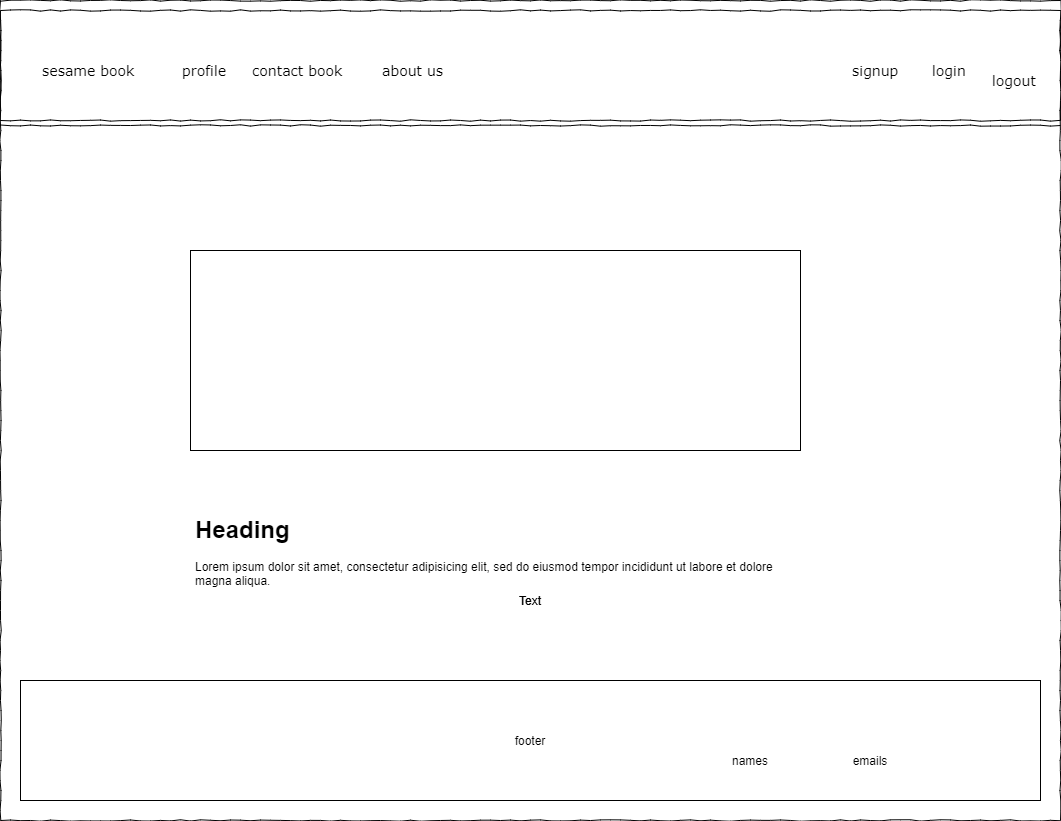 sesame book profile contact book about us signup login logout
Heading
Lorem ipsum dolor sit amet, consectetur adipisicing elit, sed do eiusmod tempor incididunt ut labore et dolore
magna aliqua.
Text
footer
names emails